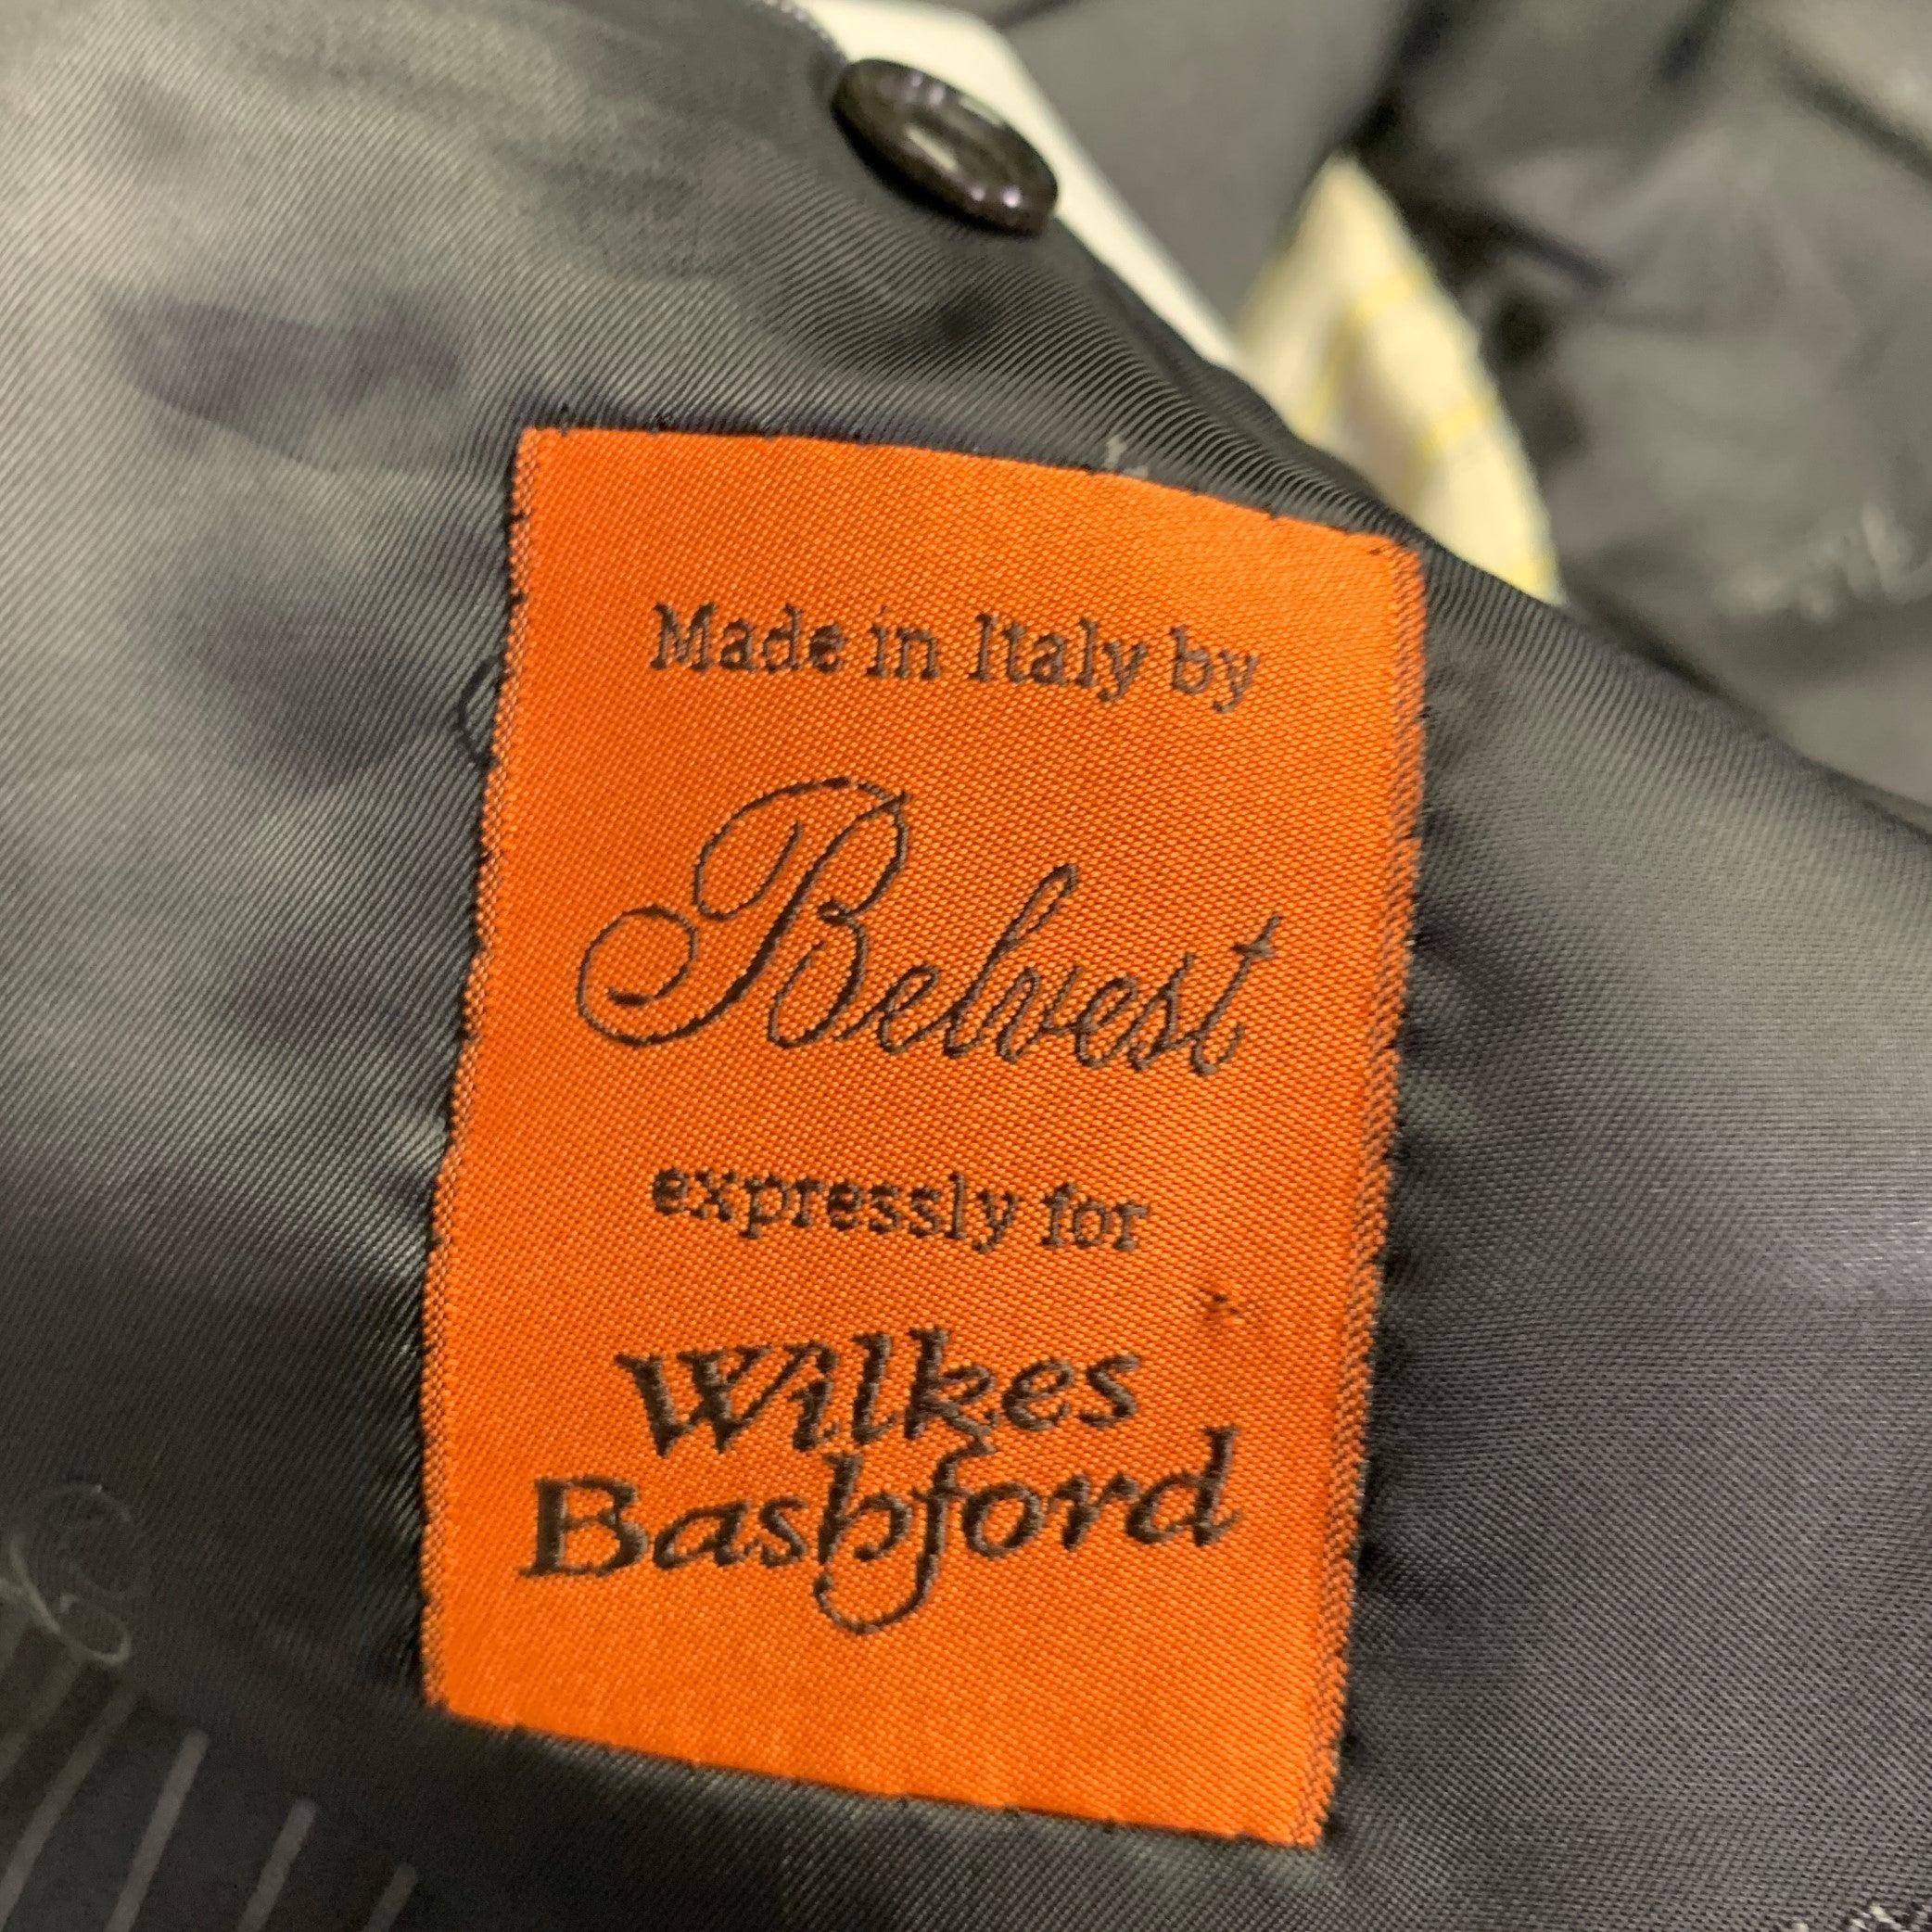 Made in Italy by
Belvest
expressly for
Wilkes
Bashford